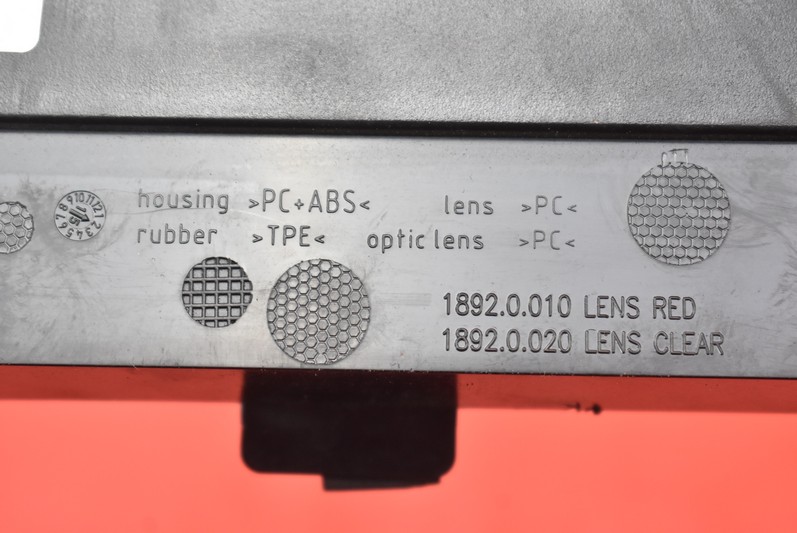 housing >PC+ABS< lens >PC<
rubber >TPE< optic lens >PC<
1892.0.010 LENS RED
1892.0.020 LENS CLEAR